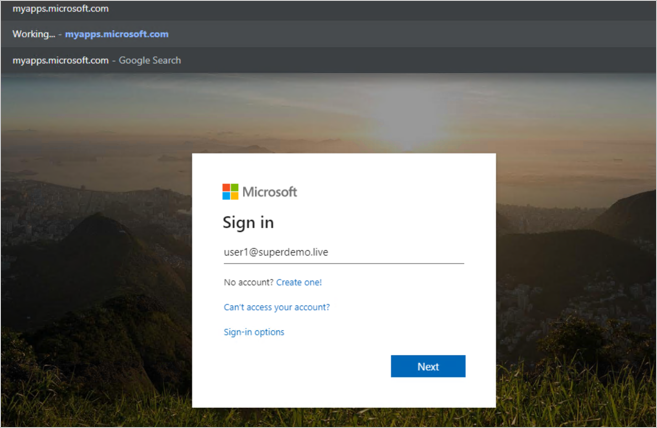 myapps.microsoft.com
Working... - myapps.microsoft.com
myapps.microsoft.com - Google Search
Microsoft
Sign in
user1@superdemo.live
No account? Create one!
Can't access your account?
Sign-in options
Next